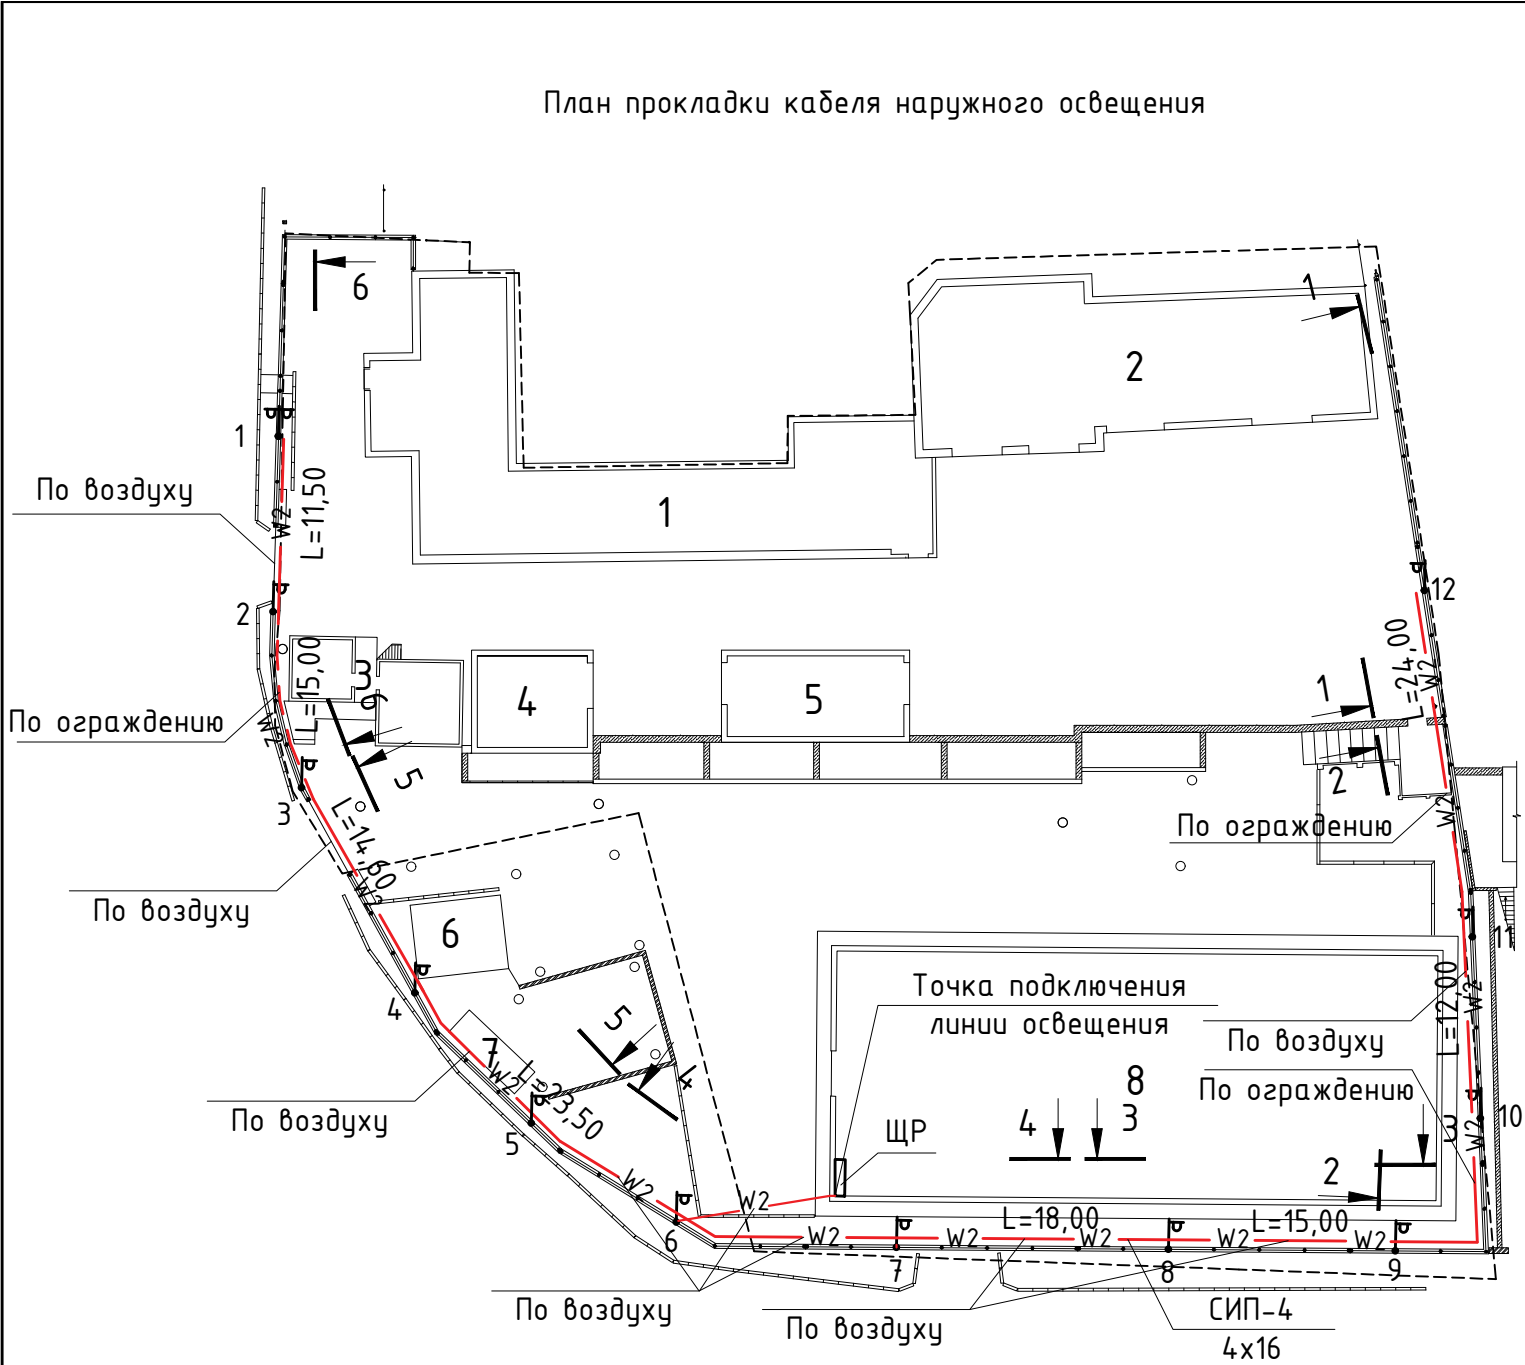 План прокладки кабеля наружного освещения
6
1
2
1
По воздуху
L=11,50
W2
1
12
2
L=15,00
3
6
4
5
L=24,00
W2
1
По ограждению
W2
5
2
3
L=14,60
W2
По ограждению
W2
По воздуху
6
11
Точка подключения
линии освещения
L=12,00
W2
4
5
По воздуху
7
W2
L=23,50
4
8
По ограждению
По воздуху
5
ЩР
4
3
3
W2
10
2
W2
W2
6
W2
7
W2
L=18,00
W2
8
W2
L=15,00
W2
9
По воздуху
По воздуху
СИП-4
4х16